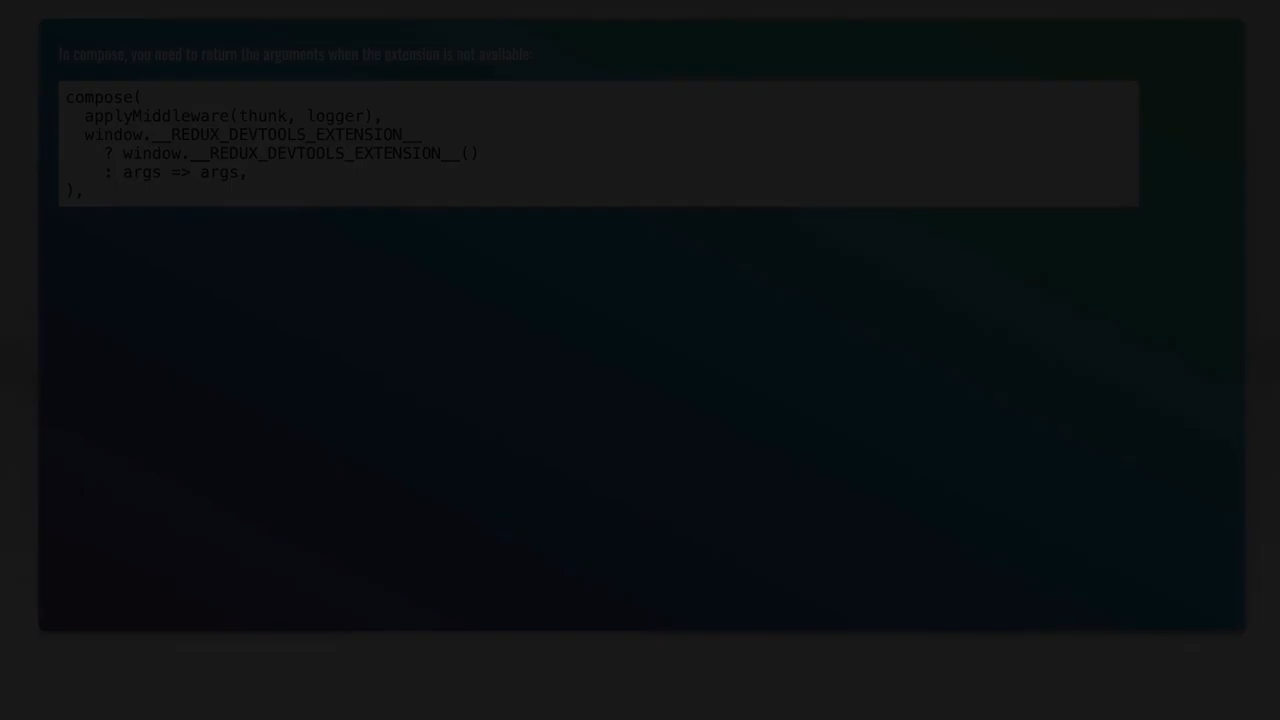 In compose, you need to return the arguments when the extension is not available:
compose(
  applyMiddleware(thunk, logger),
  window.__REDUX_DEVTOOLS_EXTENSION__
    ? window.__REDUX_DEVTOOLS_EXTENSION__()
    : args => args,
),